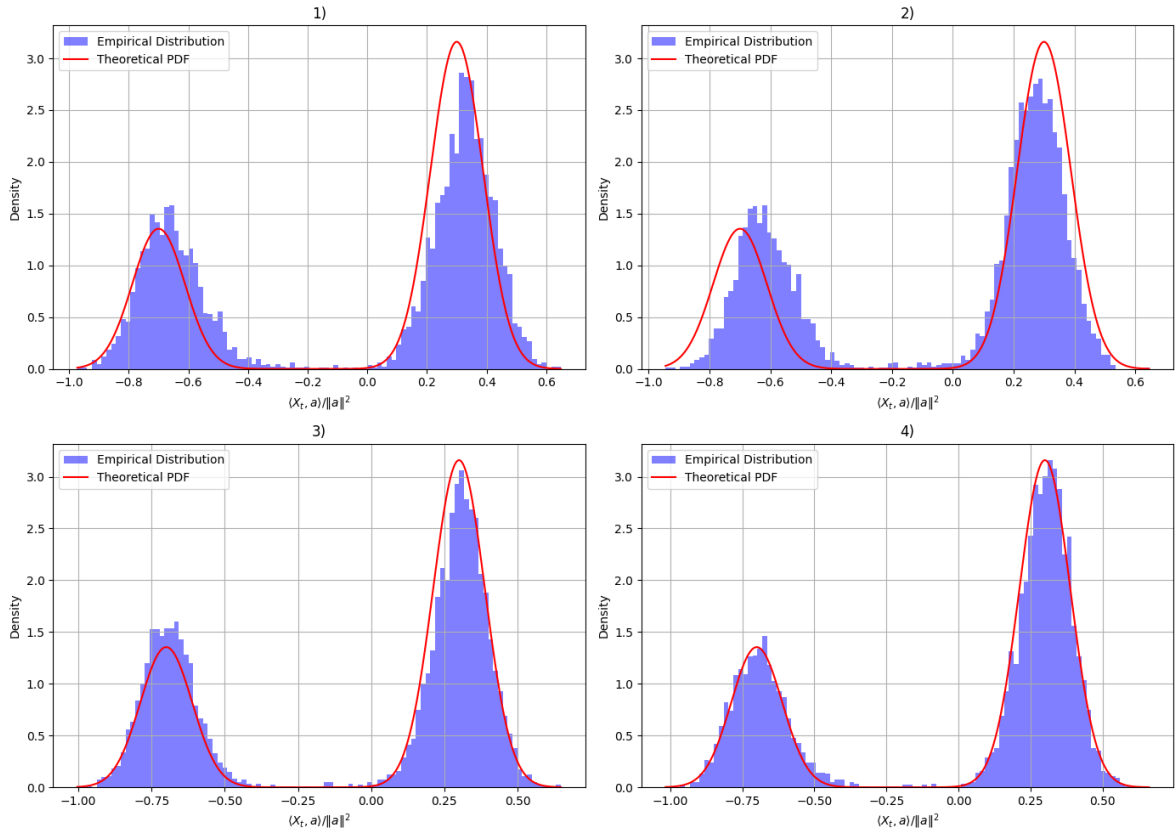 1)
Empirical Distribution
Theoretical PDF
Density
3.0
2.5
2.0
1.5
1.0
0.5
0.0
−1.0 −0.8 −0.6 −0.4 −0.2 0.0 0.2 0.4 0.6
⟨X_t, a⟩/‖a‖²
2)
Empirical Distribution
Theoretical PDF
Density
3.0
2.5
2.0
1.5
1.0
0.5
0.0
−1.0 −0.8 −0.6 −0.4 −0.2 0.0 0.2 0.4 0.6
⟨X_t, a⟩/‖a‖²
3)
Empirical Distribution
Theoretical PDF
Density
3.0
2.5
2.0
1.5
1.0
0.5
0.0
−1.00 −0.75 −0.50 −0.25 0.00 0.25 0.50
⟨X_t, a⟩/‖a‖²
4)
Empirical Distribution
Theoretical PDF
Density
3.0
2.5
2.0
1.5
1.0
0.5
0.0
−1.00 −0.75 −0.50 −0.25 0.00 0.25 0.50
⟨X_t, a⟩/‖a‖²